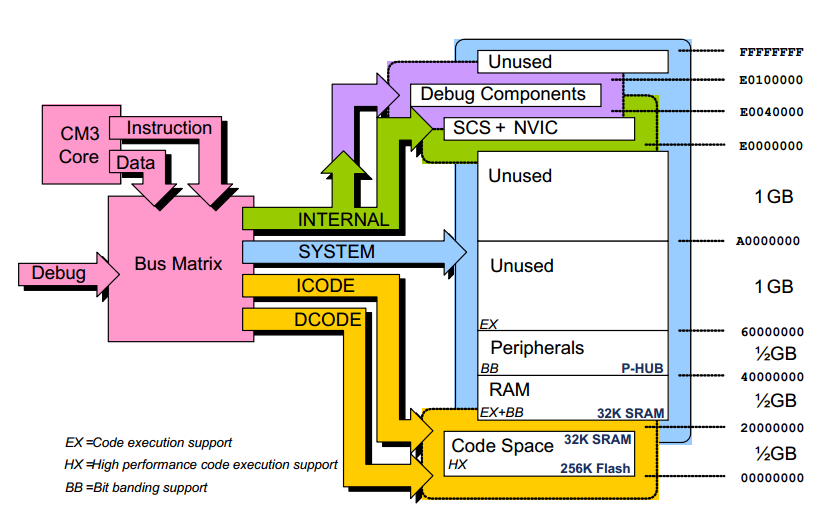 FFFFFFFF
Unused
E0100000
Debug Components
E0040000
CM3
Core
Instruction
SCS + NVIC
E0000000
Data
Unused
1 GB
INTERNAL
A0000000
SYSTEM
Bus Matrix
Debug
Unused
ICODE
1 GB
DCODE
EX
60000000
Peripherals
½GB
BB
P-HUB
40000000
RAM
½GB
EX+BB
32K SRAM
20000000
Code Space
32K SRAM
½GB
HX
256K Flash
00000000
EX =Code execution support
HX=High performance code execution support
BB =Bit banding support